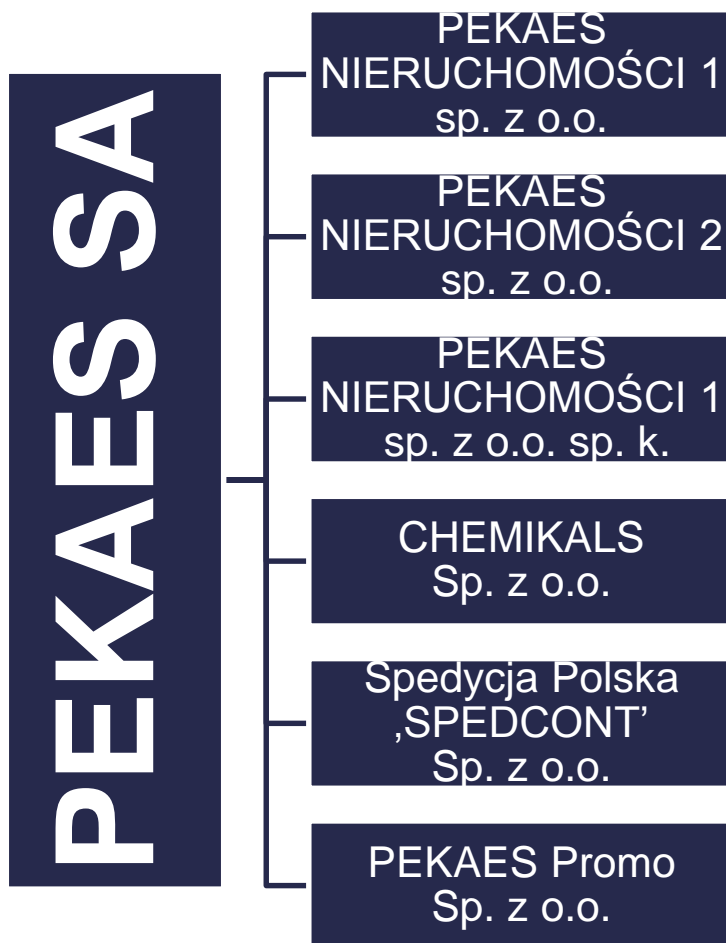 PEKAES SA
PEKAES
NIERUCHOMOŚCI 1
sp. z o.o.
PEKAES
NIERUCHOMOŚCI 2
sp. z o.o.
PEKAES
NIERUCHOMOŚCI 1
sp. z o.o. sp. k.
CHEMIKALS
Sp. z o.o.
Spedycja Polska
‚SPEDCONT’
Sp. z o.o.
PEKAES Promo
Sp. z o.o.